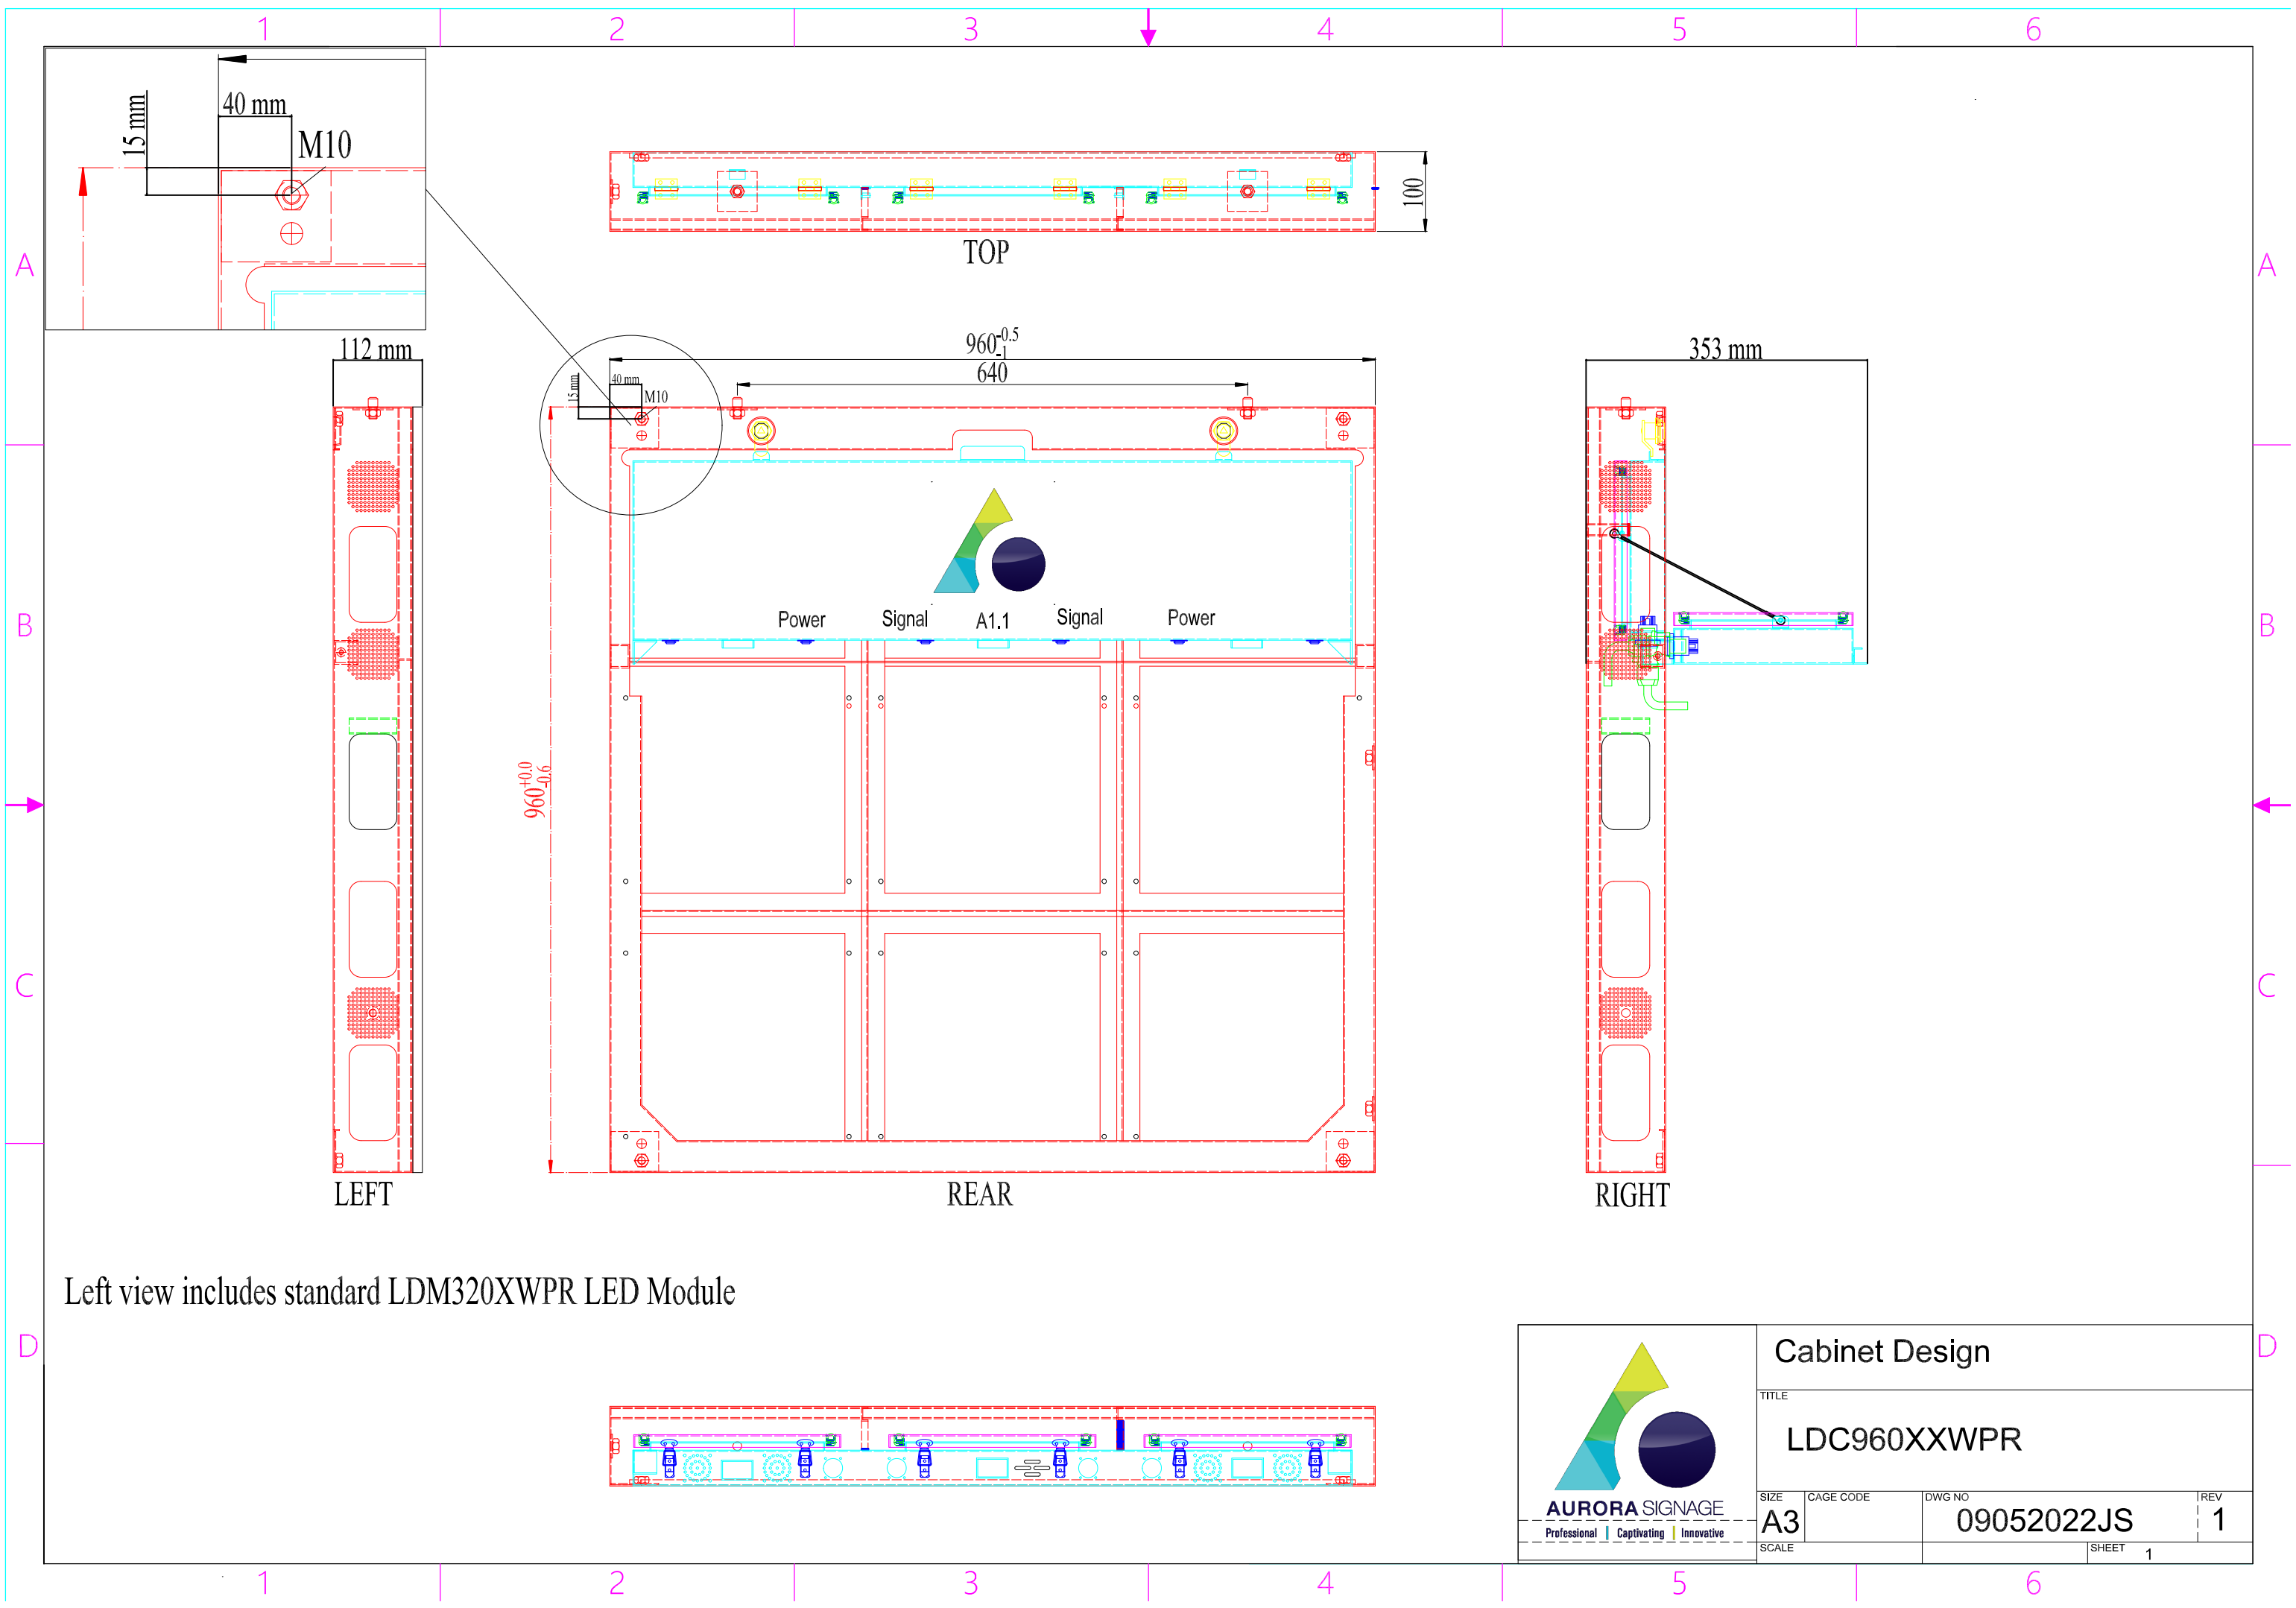 1 2 3 4 5 6
40 mm
15 mm
M10
100
TOP
A A
112 mm
960 -0.5 -1
640
353 mm
15 mm
40 mm
M10
B B
Power Signal A1.1 Signal Power
960 +0.0 -0.6
C C
LEFT
REAR
RIGHT
Left view includes standard LDM320XWPR LED Module
D D
Cabinet Design
TITLE
LDC960XXWPR
AURORA SIGNAGE
Professional | Captivating | Innovative
SIZE CAGE CODE DWG NO REV
A3 09052022JS 1
SCALE SHEET 1
1 2 3 4 5 6